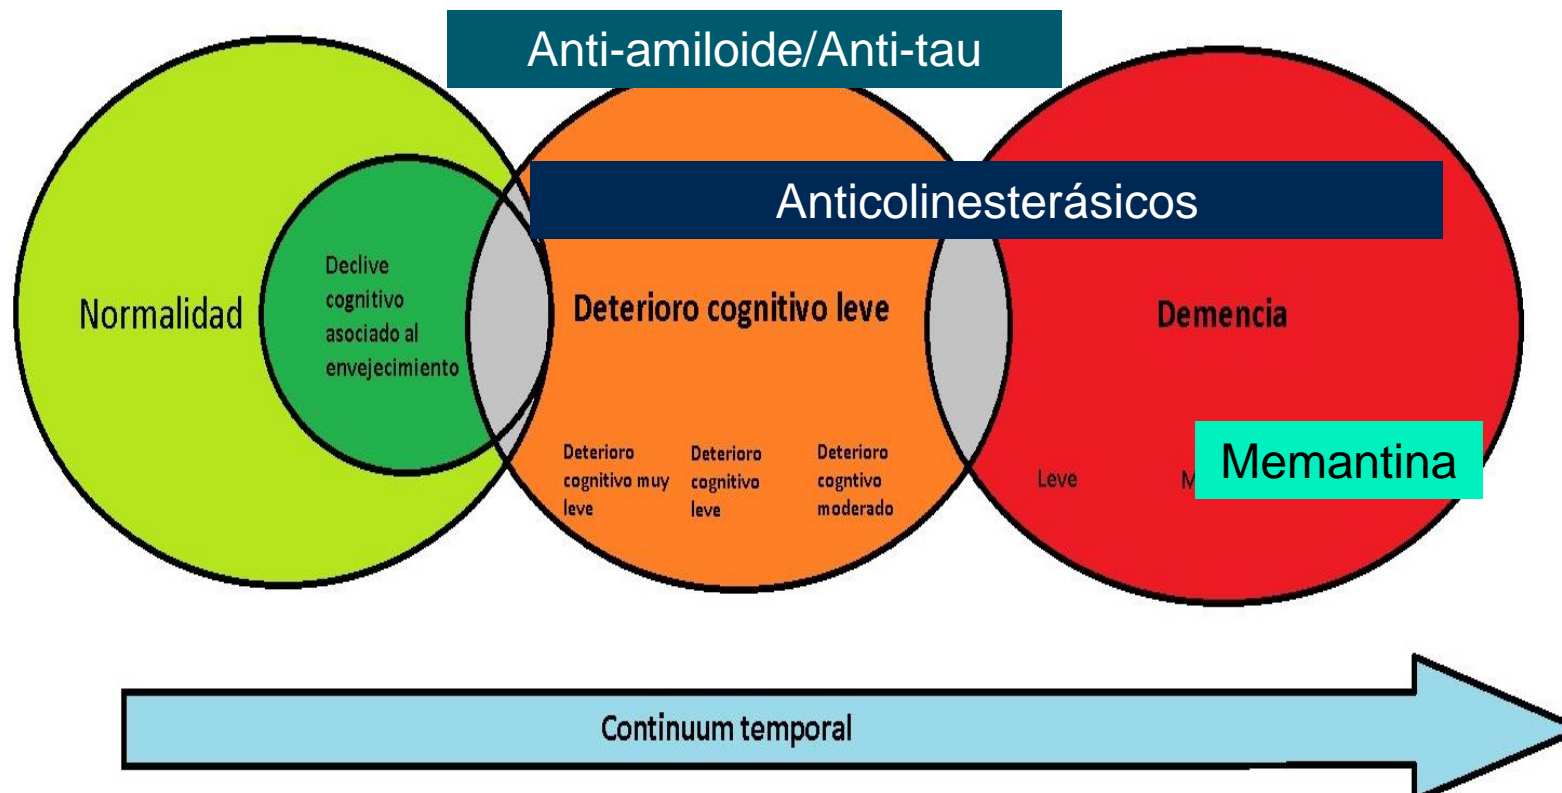 Anti-amiloide/Anti-tau
Anticolinesterásicos
Normalidad
Declive
cognitivo
asociado al
envejecimiento
Deterioro cognitivo leve
Demencia
Deterioro
cognitivo muy
leve
Deterioro
cognitivo
leve
Deterioro
cogntivo
moderado
Leve
Memantina
Continuum temporal